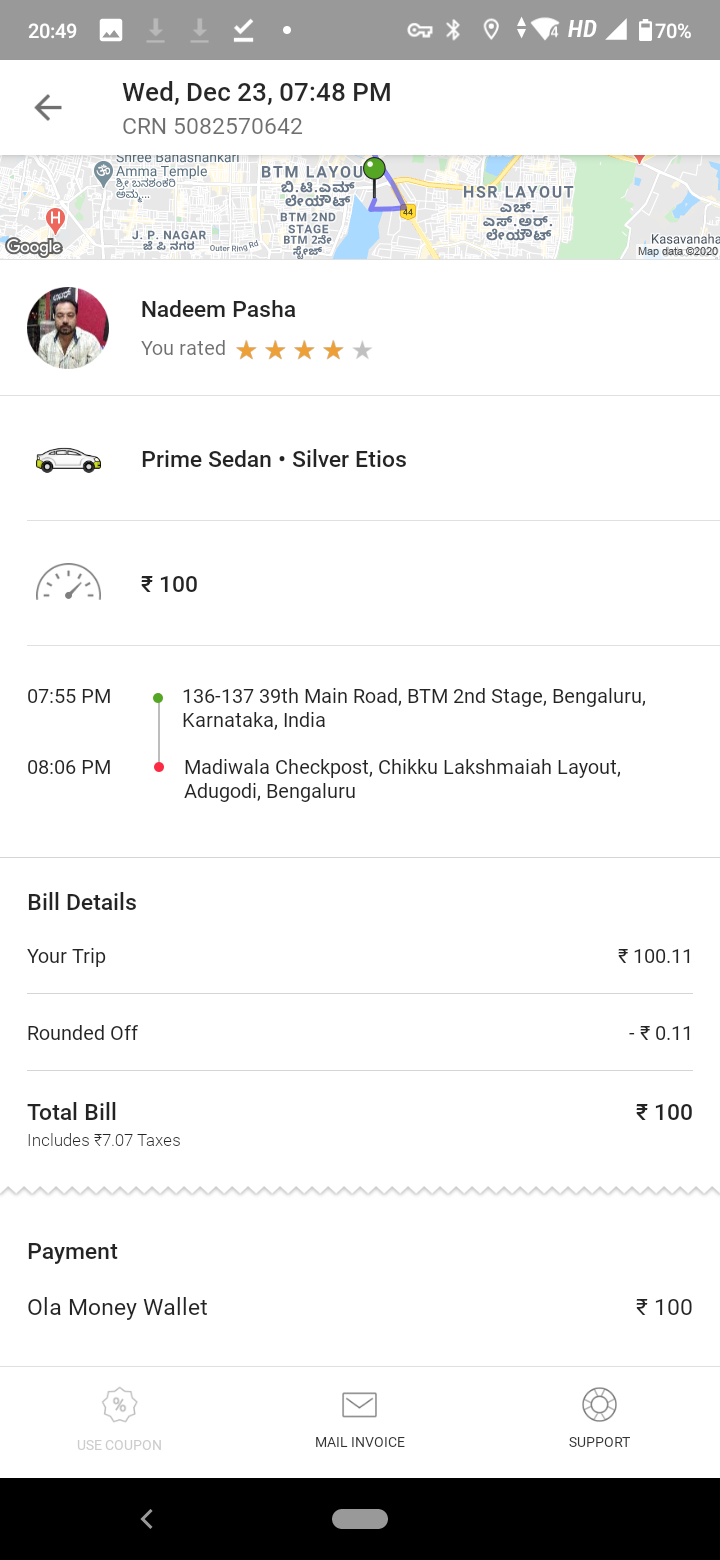 20:49
4 HD 70%
Wed, Dec 23, 07:48 PM
CRN 5082570642
Shree Banashankari
Amma Temple
ಶ್ರೀ ಬನಶಂಕರಿ
ಅಮ್ಮ...
BTM LAYOU
ಬಿ.ಟಿ.ಎಮ್
ಲೇಯೌಟ್
HSR LAYOUT
ಎಚ್.
ಎಸ್.ಆರ್.
ಲೇಯೌಟ್
44
BTM 2ND
STAGE
BTM 2ನೇ
ಸ್ಟೇಜ್
J. P. NAGAR
ಜೆ ಪಿ ನಗರ
Outer Ring Rd
H
Kasavanaha
Google
Map data ©2020
Nadeem Pasha
You rated
Prime Sedan • Silver Etios
₹ 100
07:55 PM
136-137 39th Main Road, BTM 2nd Stage, Bengaluru,
Karnataka, India
08:06 PM
Madiwala Checkpost, Chikku Lakshmaiah Layout,
Adugodi, Bengaluru
Bill Details
Your Trip ₹ 100.11
Rounded Off - ₹ 0.11
Total Bill ₹ 100
Includes ₹7.07 Taxes
Payment
Ola Money Wallet ₹ 100
%
USE COUPON
MAIL INVOICE
SUPPORT